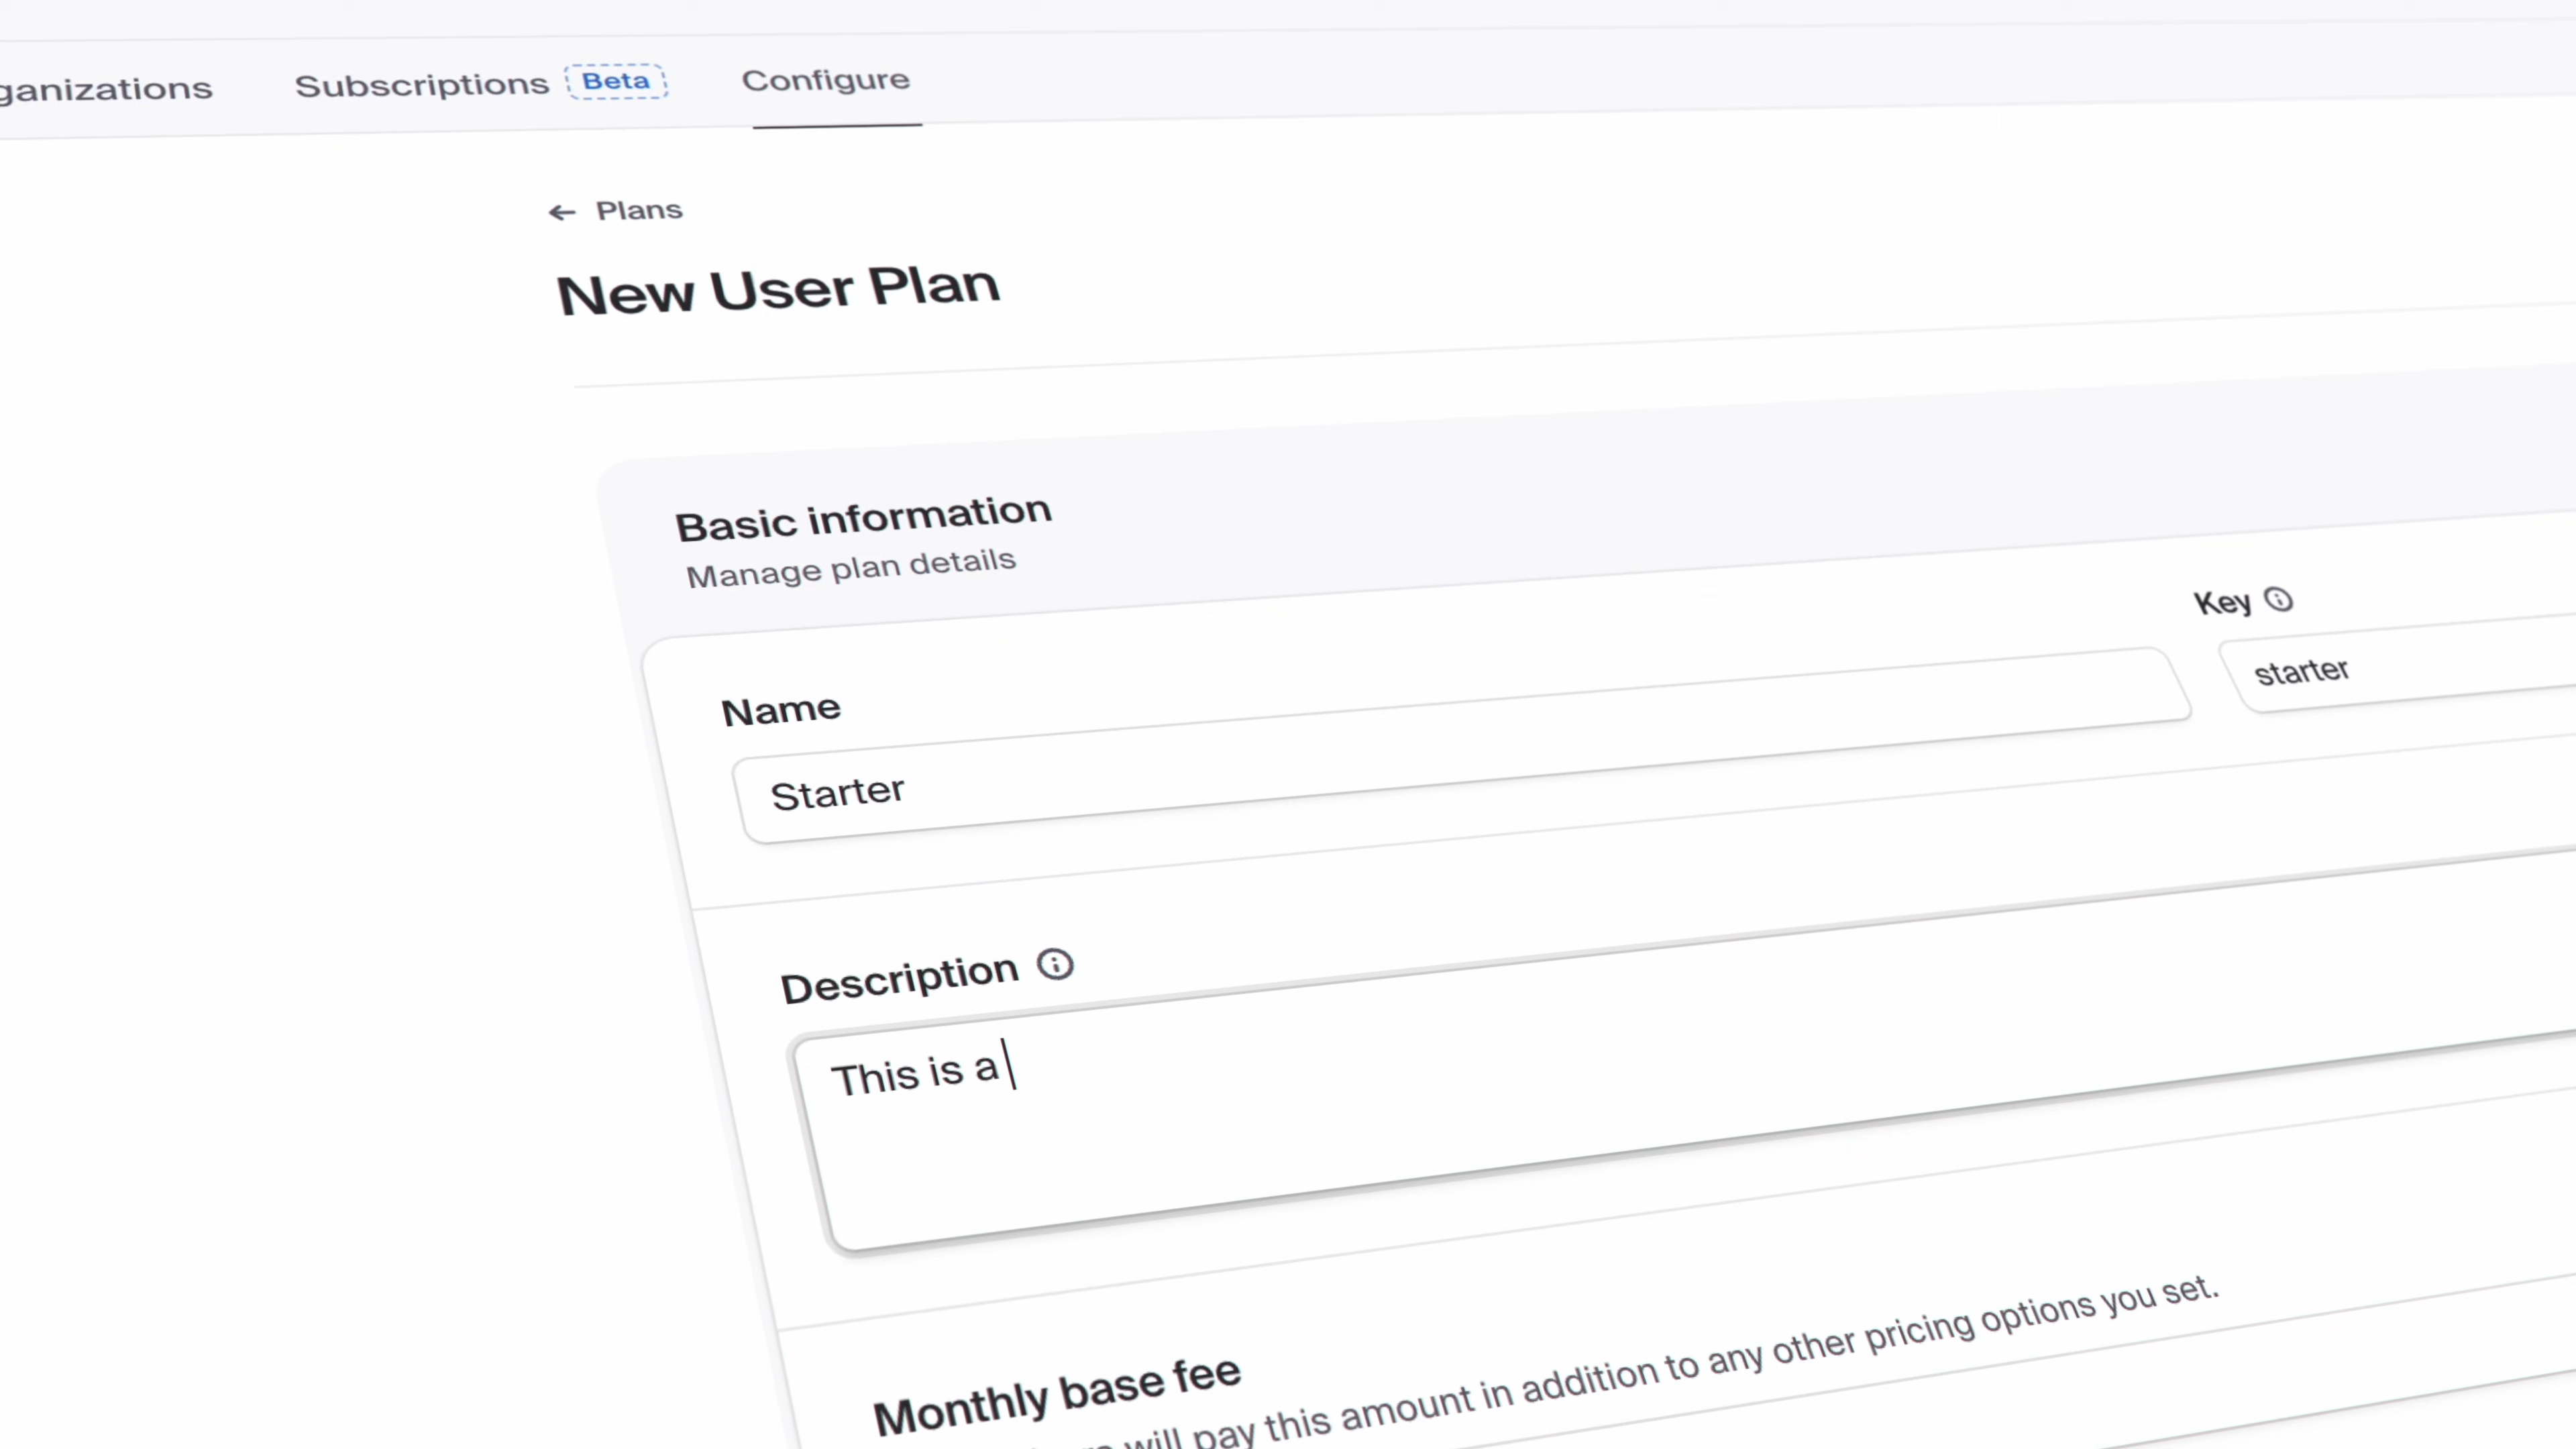 Subscriptions Beta Configure
Plans
New User Plan
Basic information
Manage plan details
Name
Key
Starter
starter
Description
This is a
Monthly base fee
will pay this amount in addition to any other pricing options you set.